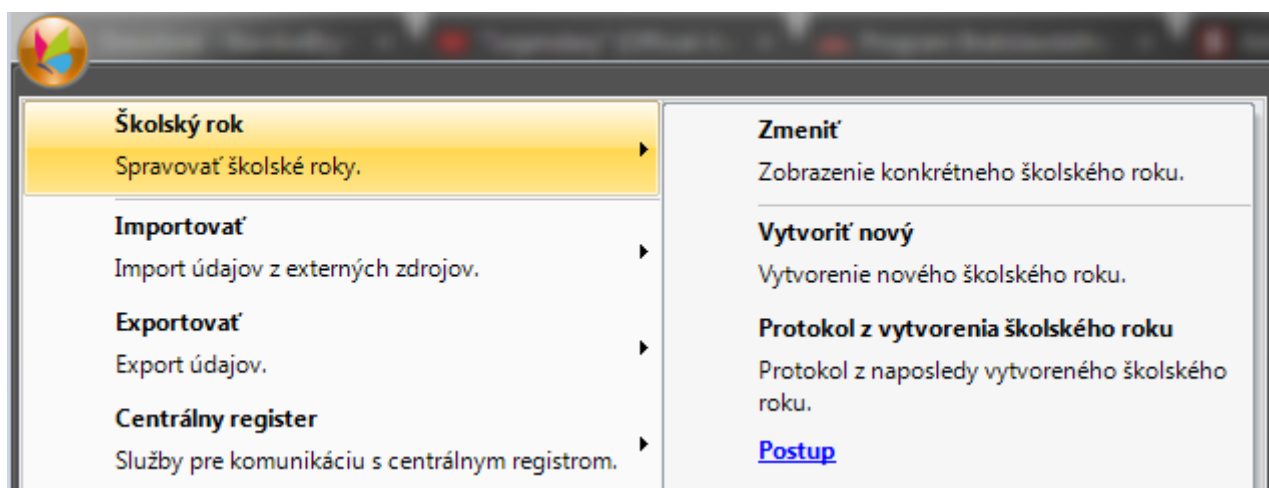 Školský rok
Spravovať školské roky.
Importovať
Import údajov z externých zdrojov.
Exportovať
Export údajov.
Centrálny register
Služby pre komunikáciu s centrálnym registrom.
Zmeniť
Zobrazenie konkrétneho školského roku.
Vytvoriť nový
Vytvorenie nového školského roku.
Protokol z vytvorenia školského roku
Protokol z naposledy vytvoreného školského
roku.
Postup